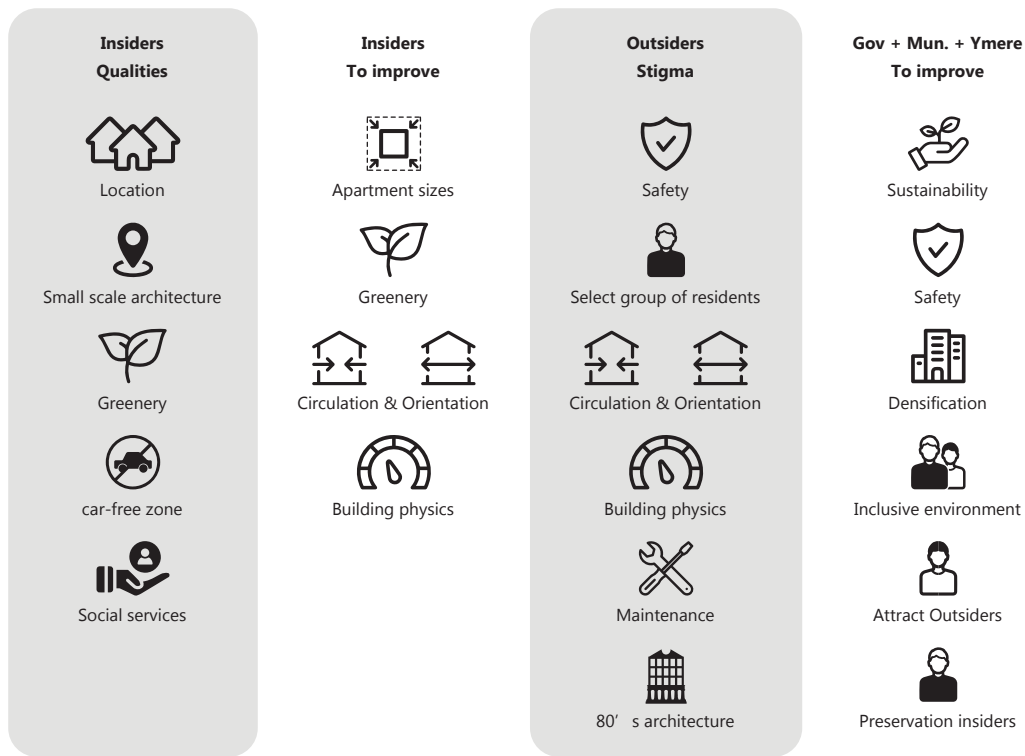 Insiders
Qualities
Location
Small scale architecture
Greenery
car-free zone
Social services
Insiders
To improve
Apartment sizes
Greenery
Circulation & Orientation
Building physics
Outsiders
Stigma
Safety
Select group of residents
Circulation & Orientation
Building physics
Maintenance
80’ s architecture
Gov + Mun. + Ymere
To improve
Sustainability
Safety
Densification
Inclusive environment
Attract Outsiders
Preservation insiders